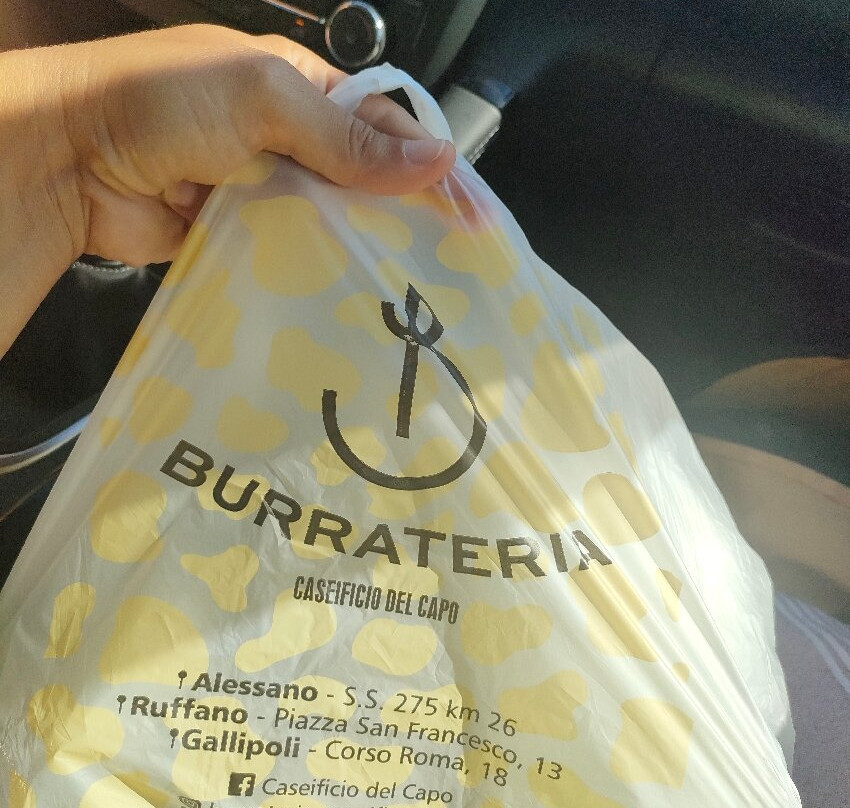 BURRATERIA
CASEIFICIO DEL CAPO
Alessano - S.S. 275 km 26
Ruffano - Piazza San Francesco, 13
Gallipoli - Corso Roma, 18
Caseificio del Capo